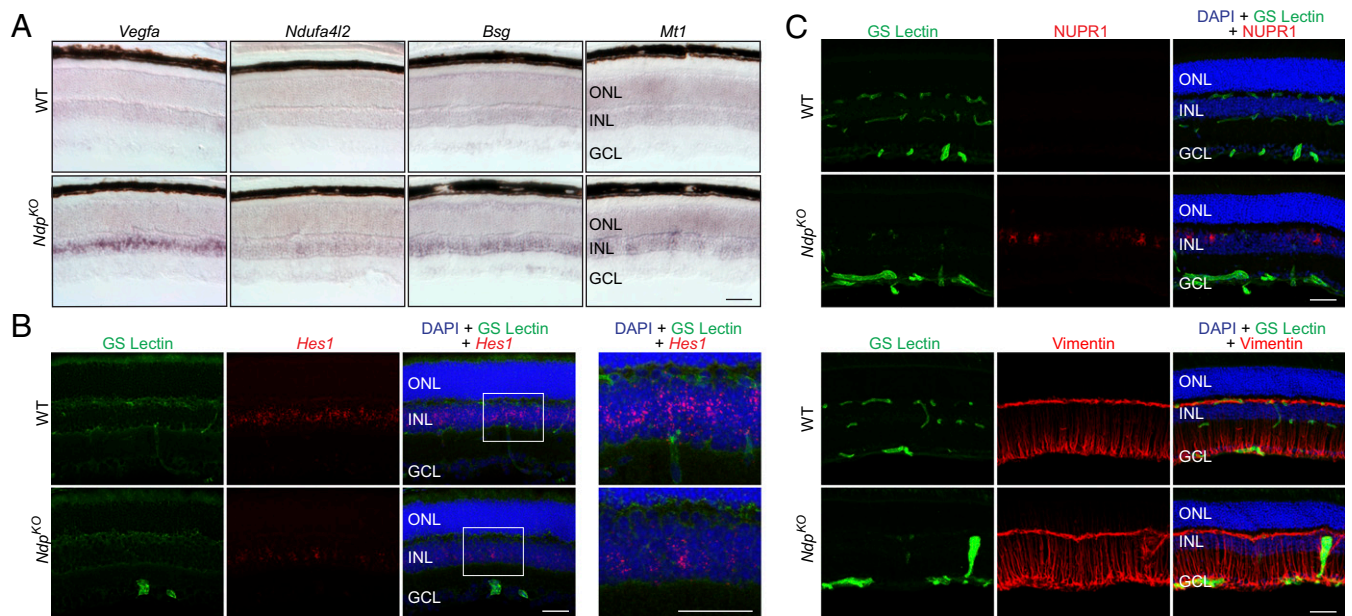 A
Vegfa
Ndufa4l2
Bsg
Mt1
WT
ONL
INL
GCL
Ndp^KO
ONL
INL
GCL
B
GS Lectin
Hes1
DAPI + GS Lectin
+ Hes1
DAPI + GS Lectin
+ Hes1
WT
ONL
INL
GCL
Ndp^KO
ONL
INL
GCL
C
GS Lectin
NUPR1
DAPI + GS Lectin
+ NUPR1
WT
ONL
INL
GCL
Ndp^KO
ONL
INL
GCL
GS Lectin
Vimentin
DAPI + GS Lectin
+ Vimentin
WT
ONL
INL
GCL
Ndp^KO
ONL
INL
GCL